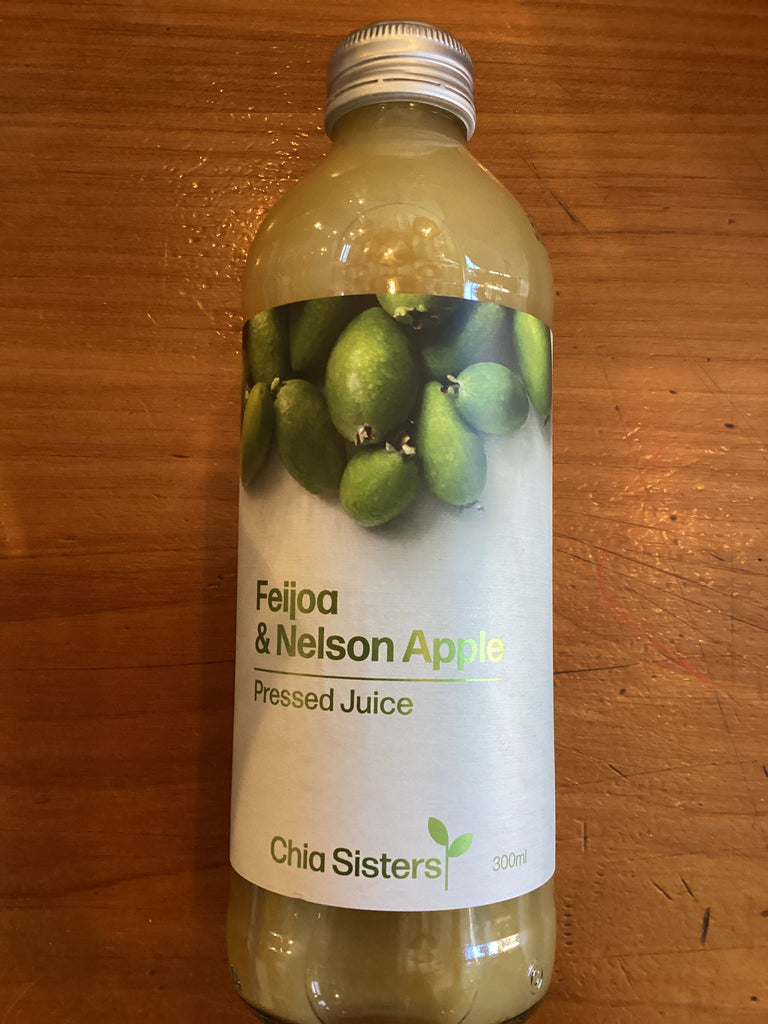 Feijoa
& Nelson Apple
Pressed Juice
Chia Sisters
300ml